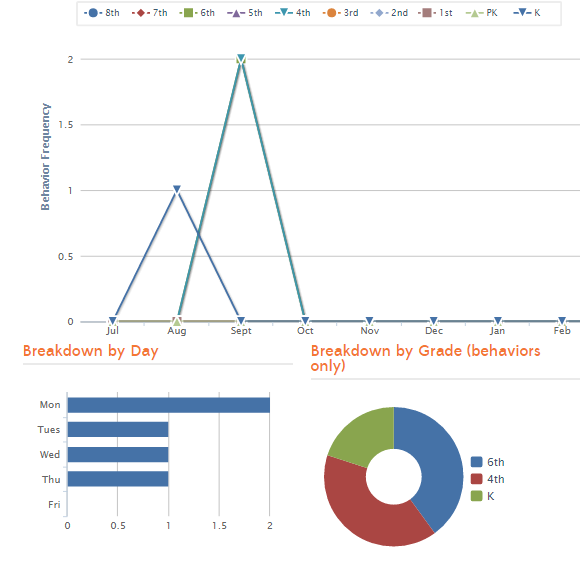 8th 7th 6th 5th 4th 3rd 2nd 1st PK K
Behavior Frequency
2
1.5
1
0.5
0
Jul Aug Sept Oct Nov Dec Jan Feb
Breakdown by Day
Mon
Tues
Wed
Thu
Fri
0 0.5 1 1.5 2
Breakdown by Grade (behaviors
only)
6th
4th
K